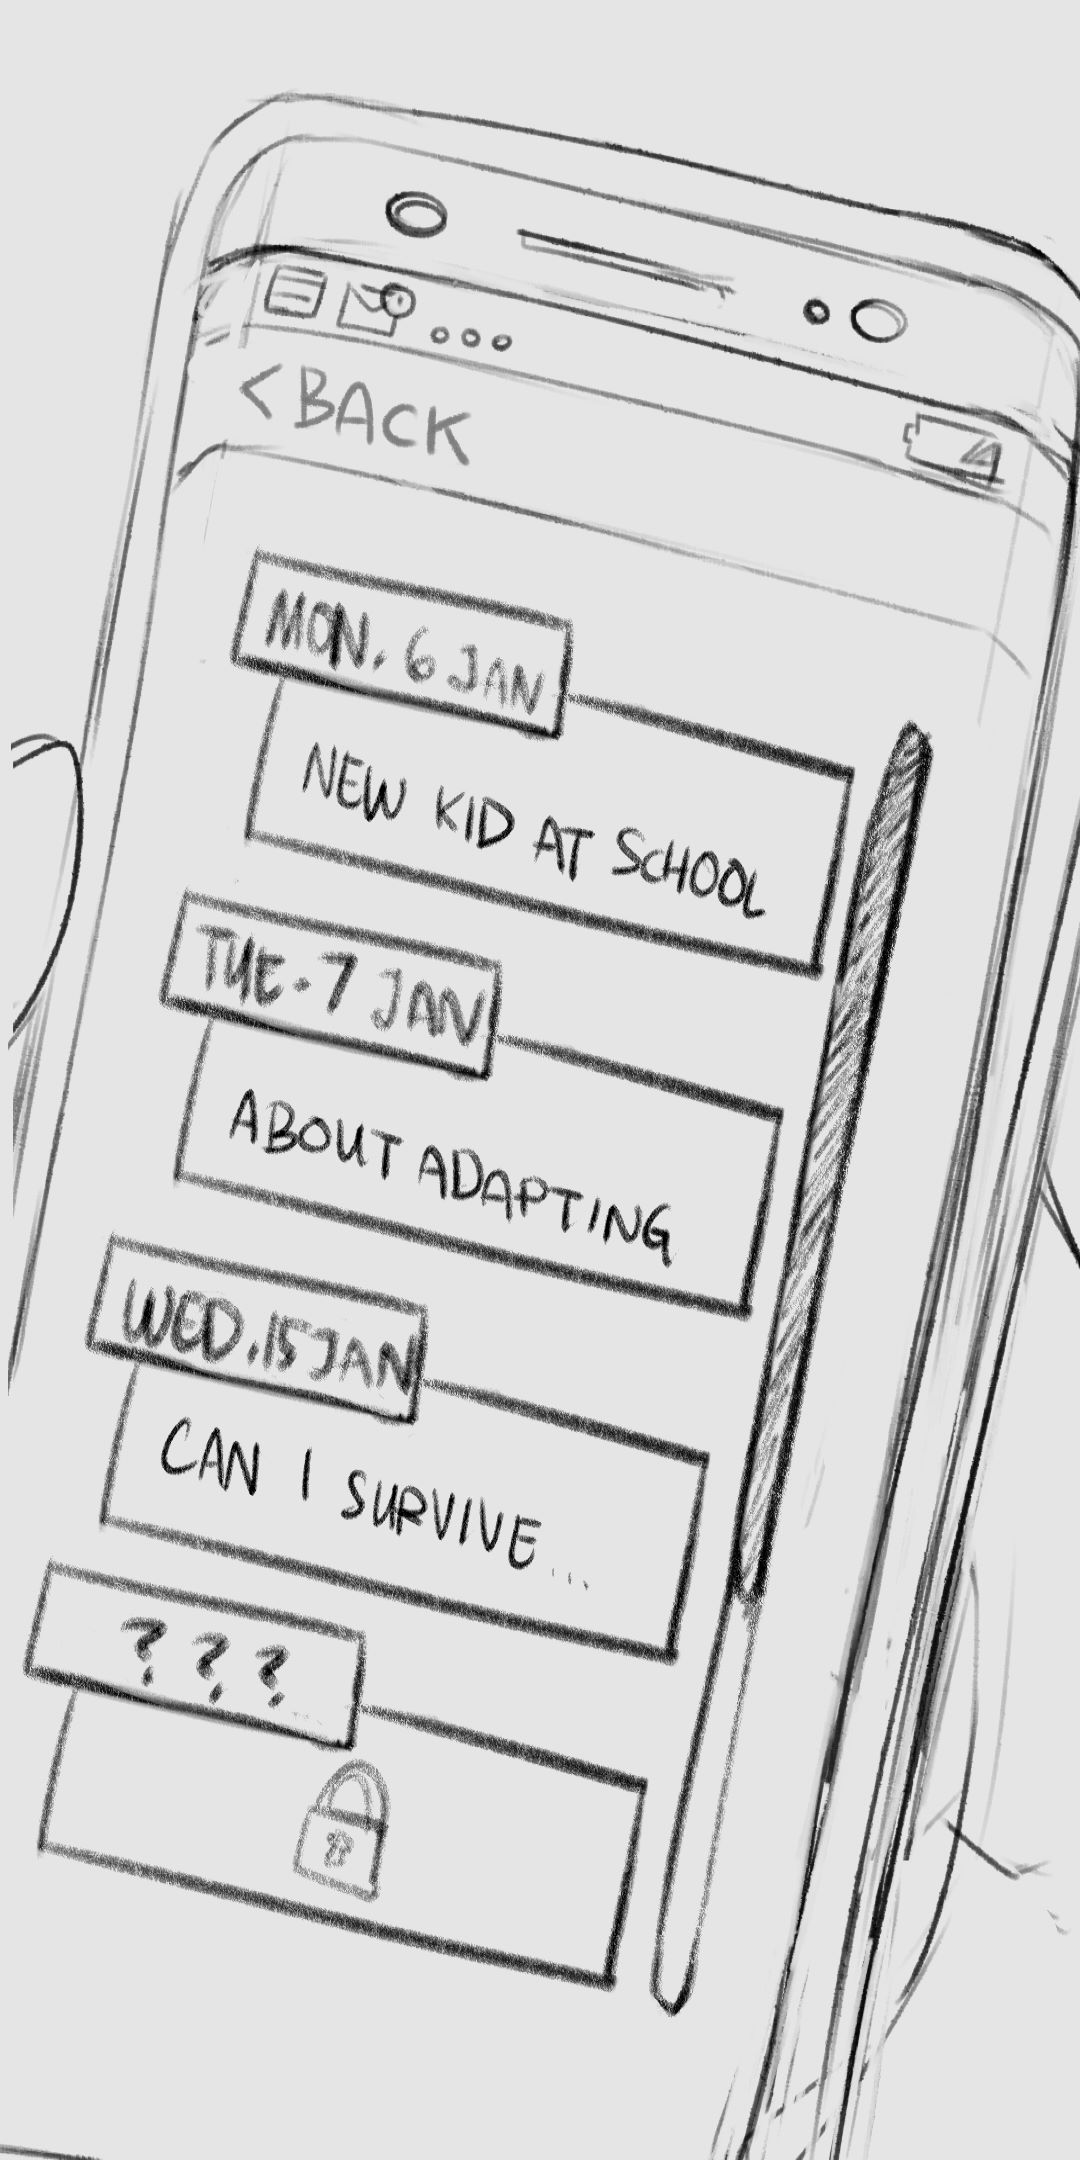 < BACK
MON. 6 JAN
NEW KID AT SCHOOL
TUE. 7 JAN
ABOUT ADAPTING
WED. 15 JAN
CAN I SURVIVE...
???